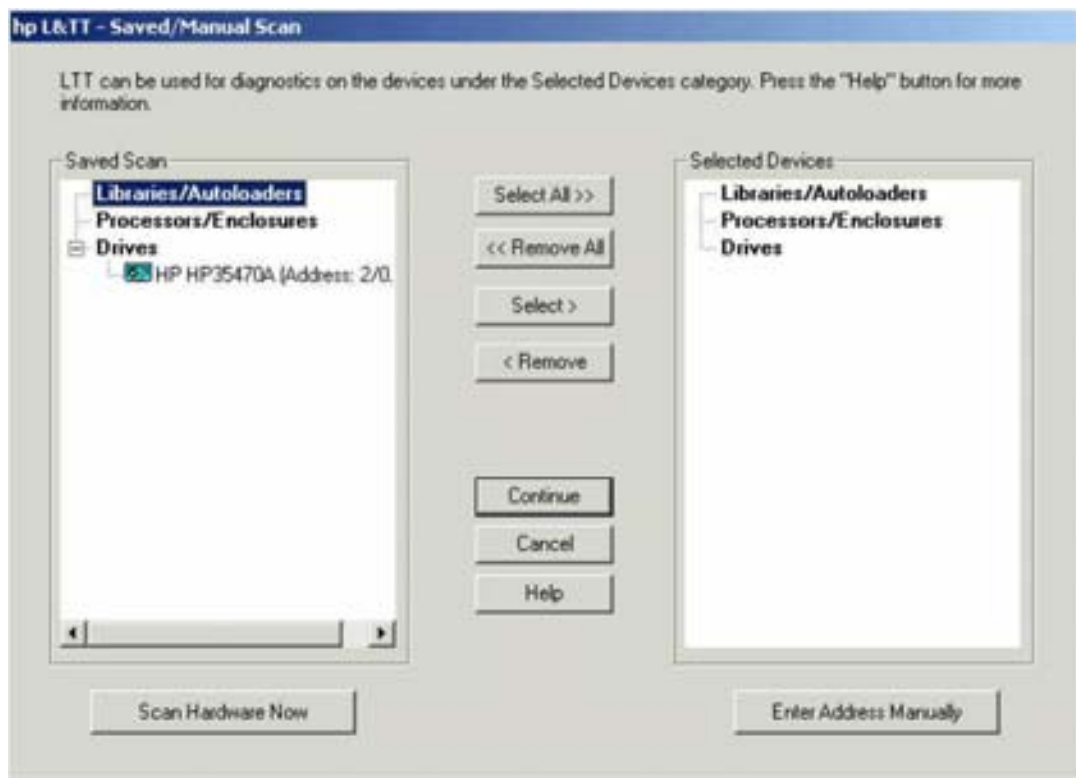 hp L&TT - Saved/Manual Scan
LTT can be used for diagnostics on the devices under the Selected Devices category. Press the "Help" button for more
information.
Saved Scan
Libraries/Autoloaders
Processors/Enclosures
Drives
HP HP35470A (Address: 2/0.
Select All >>
<< Remove All
Select >
< Remove
Continue
Cancel
Help
Selected Devices
Libraries/Autoloaders
Processors/Enclosures
Drives
Scan Hardware Now
Enter Address Manually